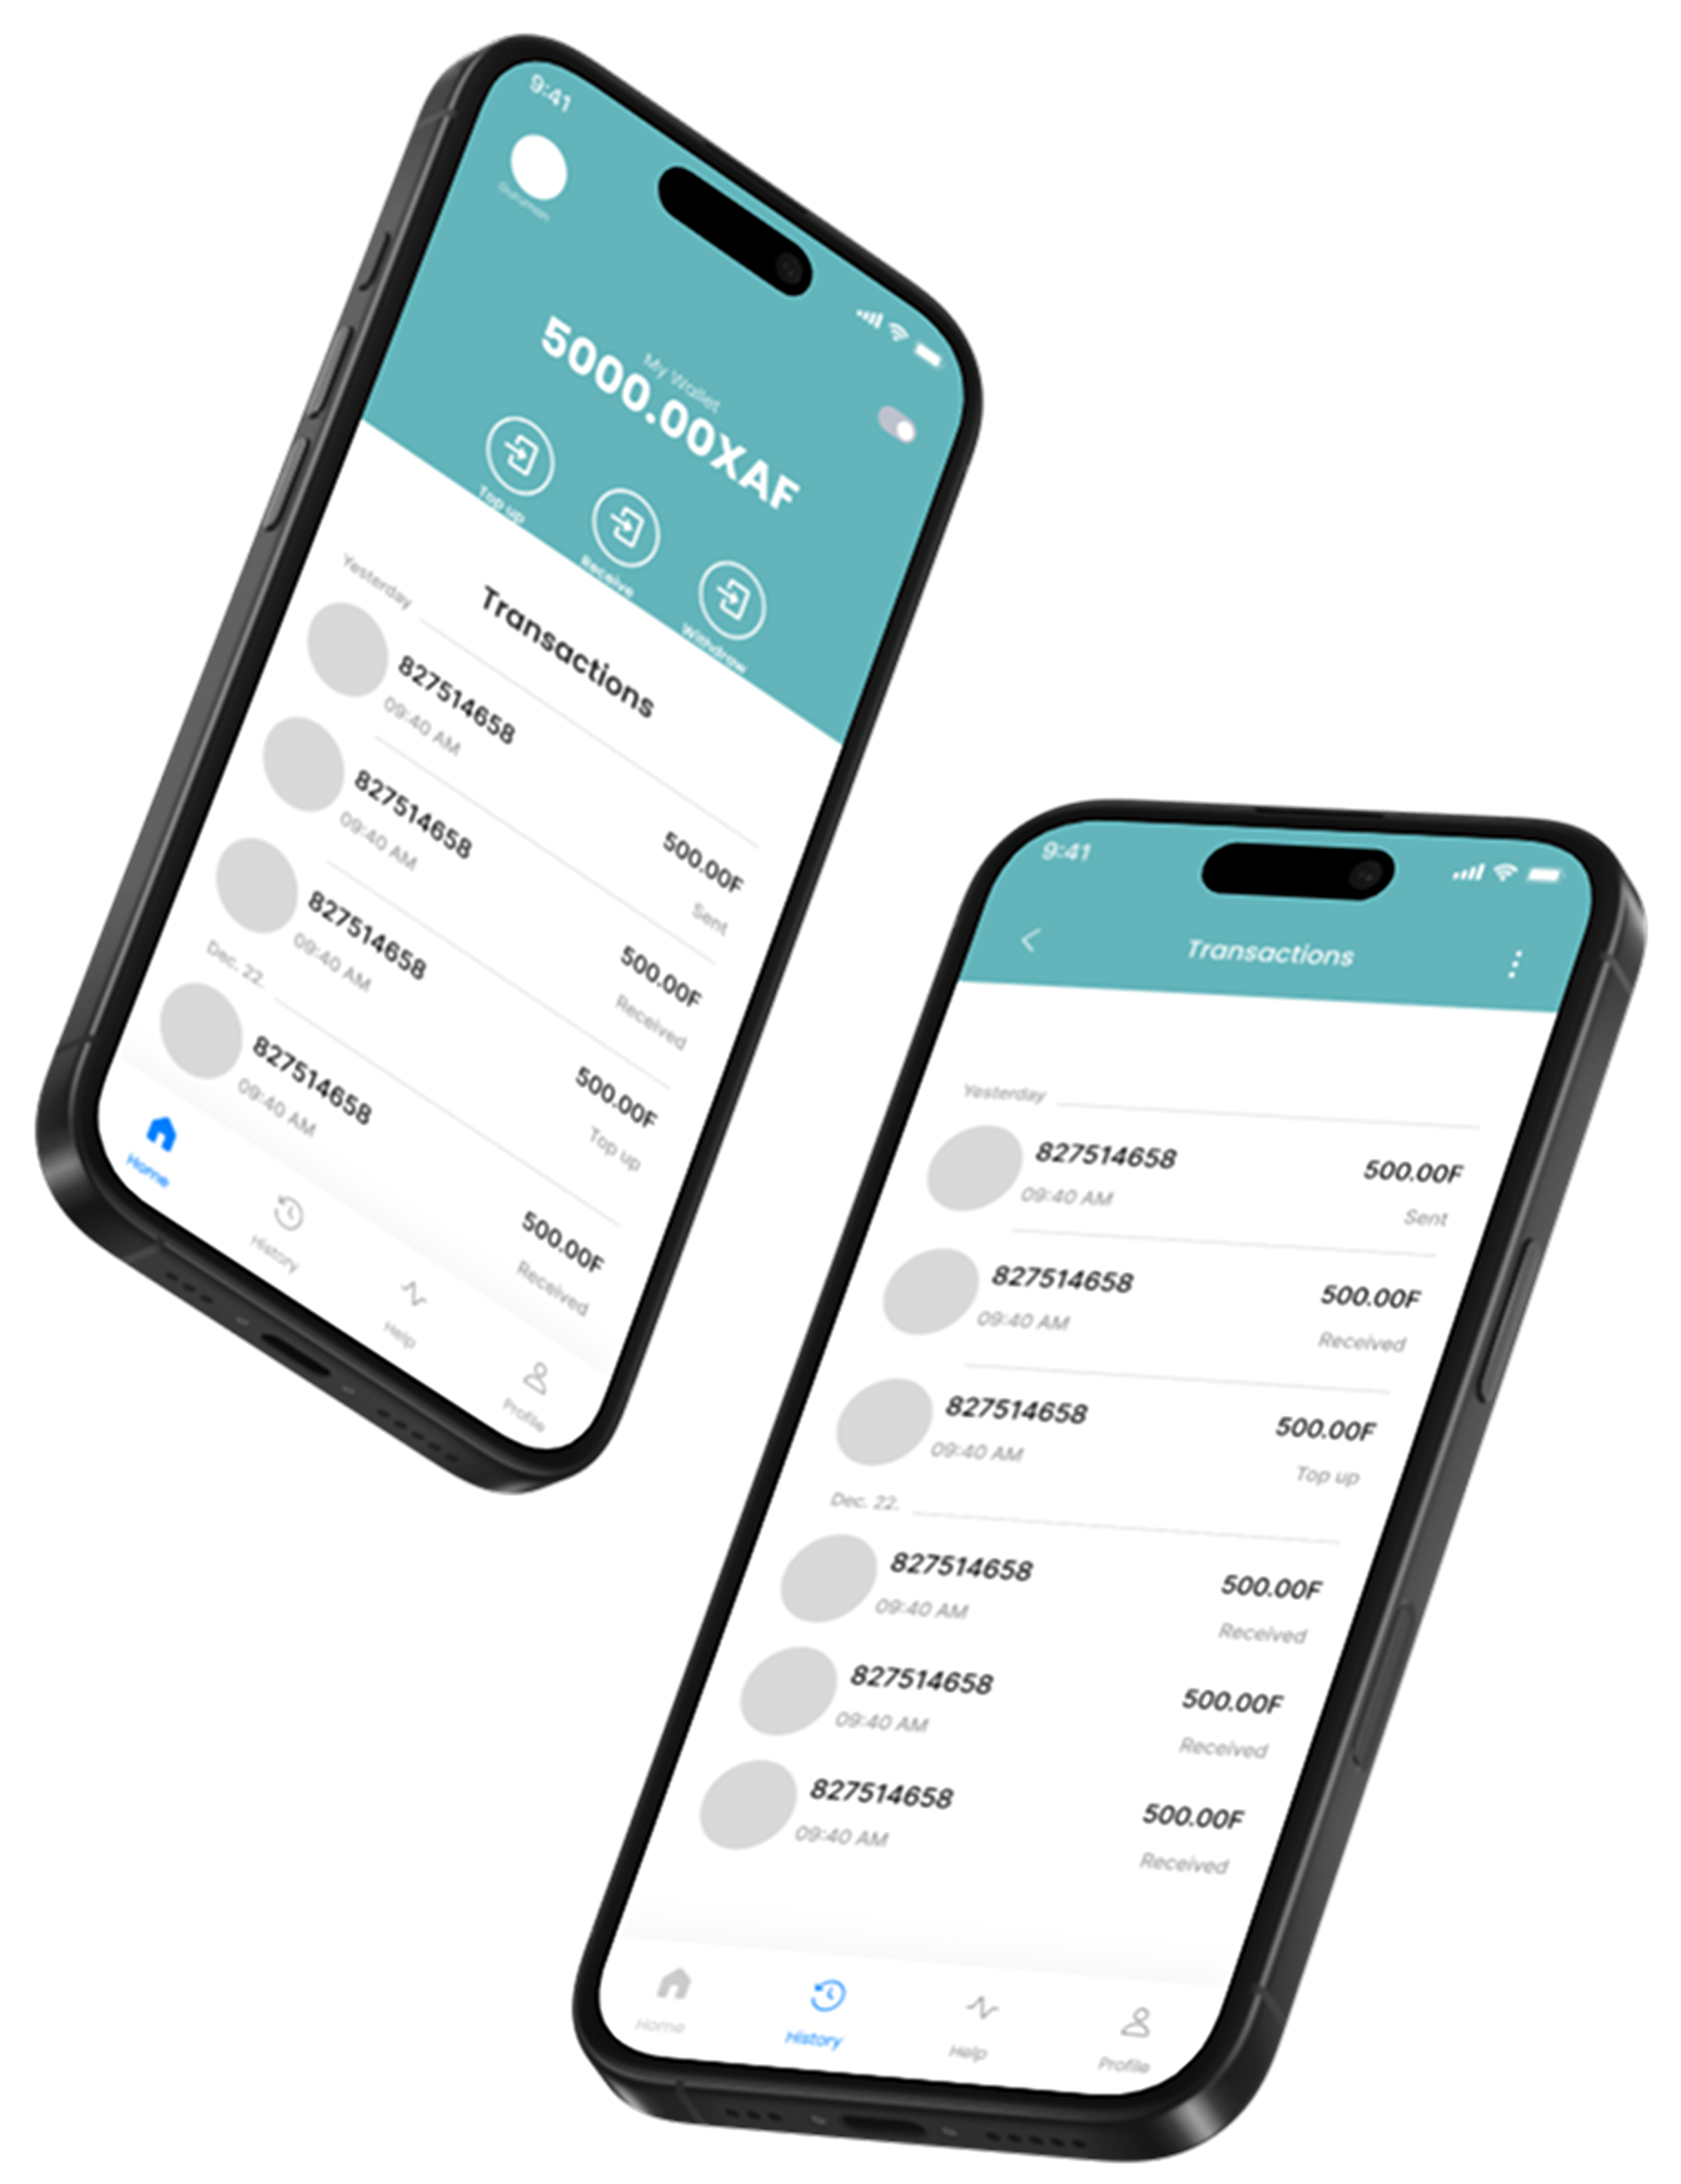 9:41
My Wallet
5000.00XAF
Top up
Receive
Withdraw
Transactions
Yesterday
827514658
500.00F
09:40 AM
Sent
827514658
500.00F
09:40 AM
Received
827514658
500.00F
09:40 AM
Top up
Dec. 22.
827514658
500.00F
09:40 AM
Received
Home
History
Help
Profile
9:41
Transactions
Yesterday
827514658
500.00F
09:40 AM
Sent
827514658
500.00F
09:40 AM
Received
827514658
500.00F
09:40 AM
Top up
Dec. 22.
827514658
500.00F
09:40 AM
Received
827514658
500.00F
09:40 AM
Received
827514658
500.00F
09:40 AM
Received
Home
History
Help
Profile